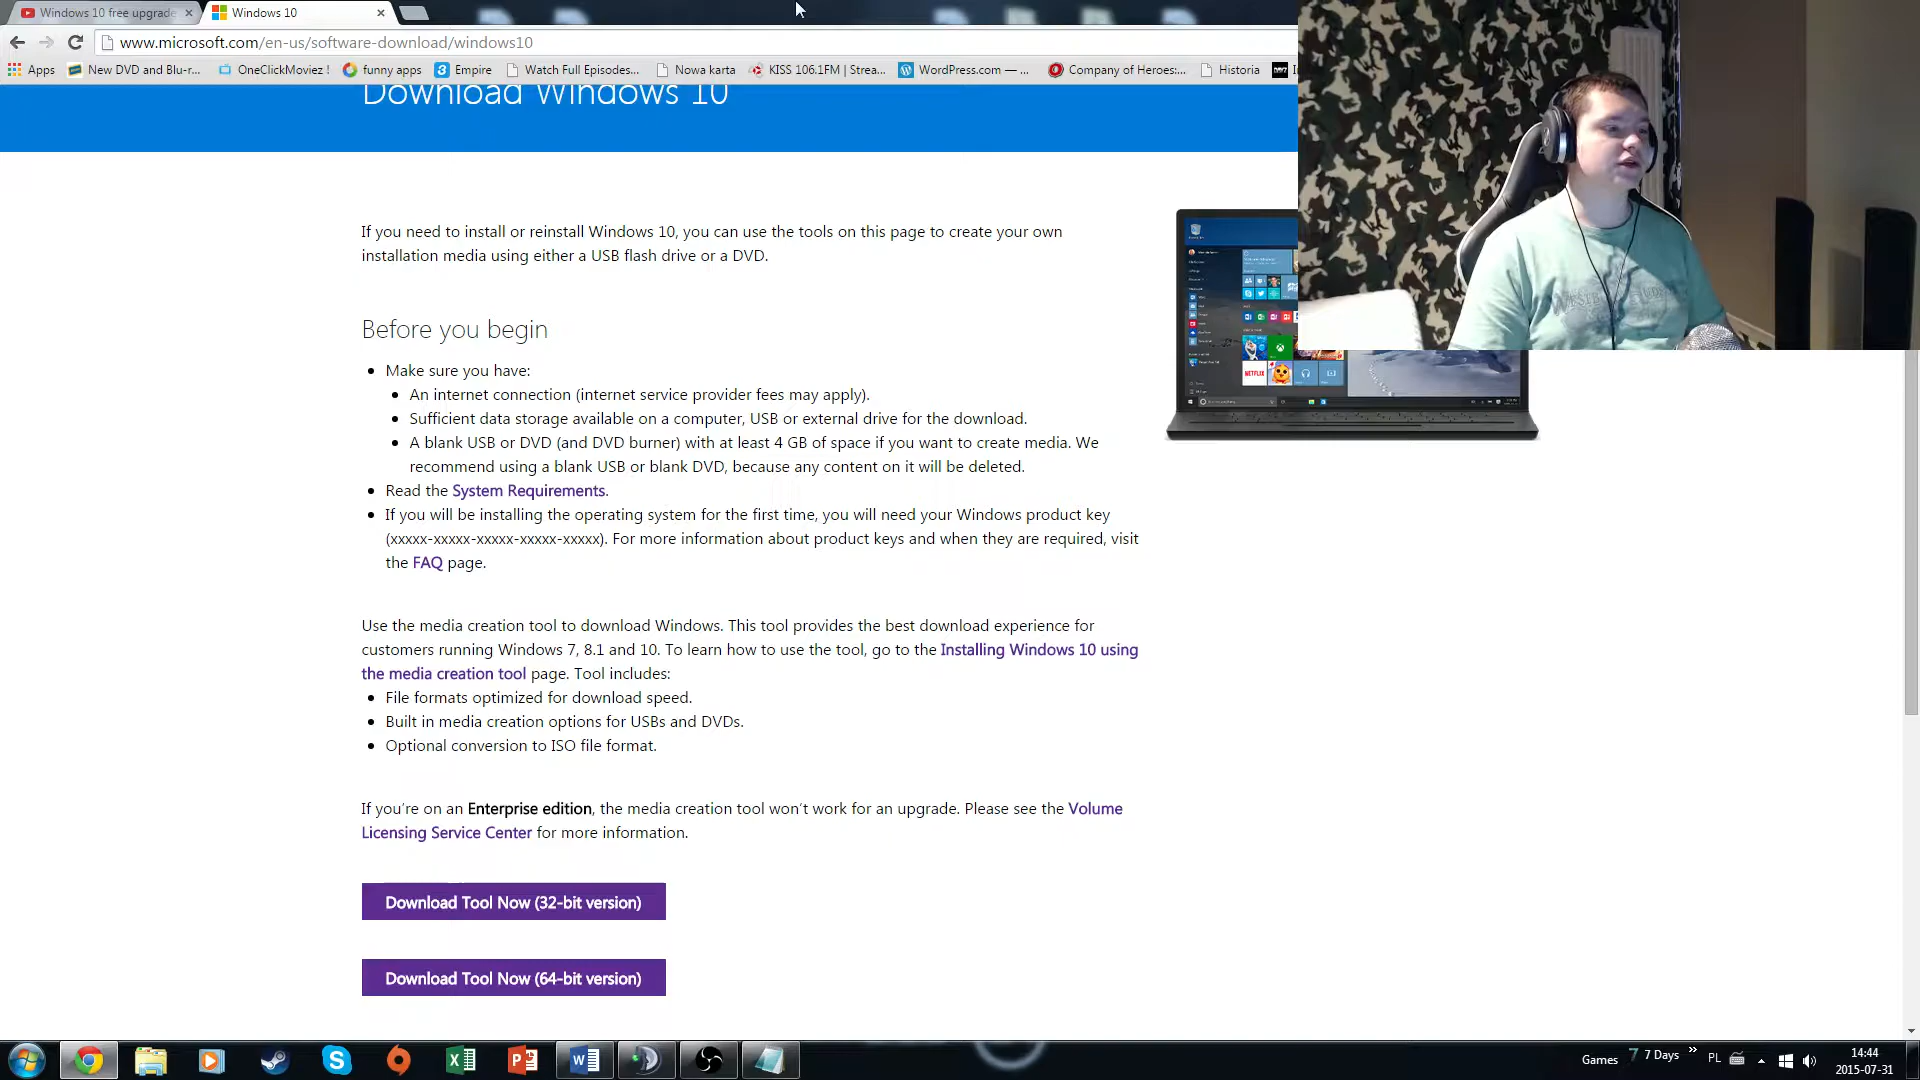 Windows 10 free upgrade
Windows 10
www.microsoft.com/en-us/software-download/windows10
Apps
New DVD and Blu-r...
OneClickMoviez !
funny apps
Empire
Watch Full Episodes...
Nowa karta
KISS 106.1FM | Strea...
WordPress.com — ...
Company of Heroes:...
Historia
Download Windows 10
If you need to install or reinstall Windows 10, you can use the tools on this page to create your own
installation media using either a USB flash drive or a DVD.
Before you begin
Make sure you have:
An internet connection (internet service provider fees may apply).
Sufficient data storage available on a computer, USB or external drive for the download.
A blank USB or DVD (and DVD burner) with at least 4 GB of space if you want to create media. We
recommend using a blank USB or blank DVD, because any content on it will be deleted.
Read the System Requirements.
If you will be installing the operating system for the first time, you will need your Windows product key
(xxxxx-xxxxx-xxxxx-xxxxx-xxxxx). For more information about product keys and when they are required, visit
the FAQ page.
Use the media creation tool to download Windows. This tool provides the best download experience for
customers running Windows 7, 8.1 and 10. To learn how to use the tool, go to the Installing Windows 10 using
the media creation tool page. Tool includes:
File formats optimized for download speed.
Built in media creation options for USBs and DVDs.
Optional conversion to ISO file format.
If you're on an Enterprise edition, the media creation tool won't work for an upgrade. Please see the Volume
Licensing Service Center for more information.
Download Tool Now (32-bit version)
Download Tool Now (64-bit version)
NETFLIX
Games
7 Days
PL
14:44
2015-07-31